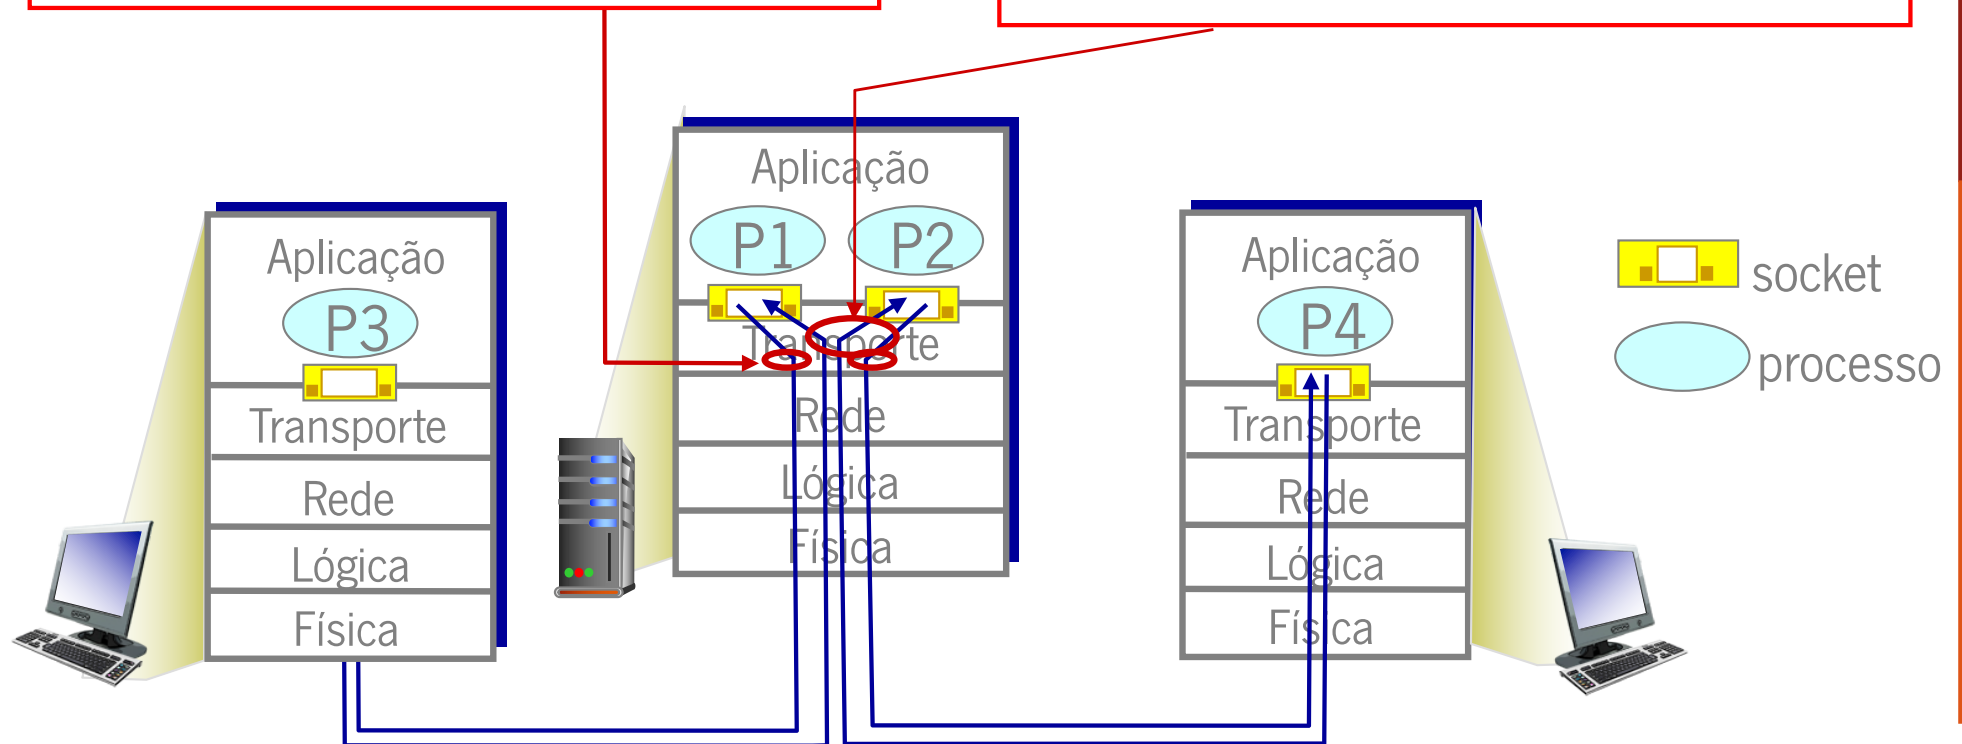 Aplicação
P1
P2
Transporte
Rede
Lógica
Física
Aplicação
P3
Transporte
Rede
Lógica
Física
Aplicação
P4
Transporte
Rede
Lógica
Física
socket
processo